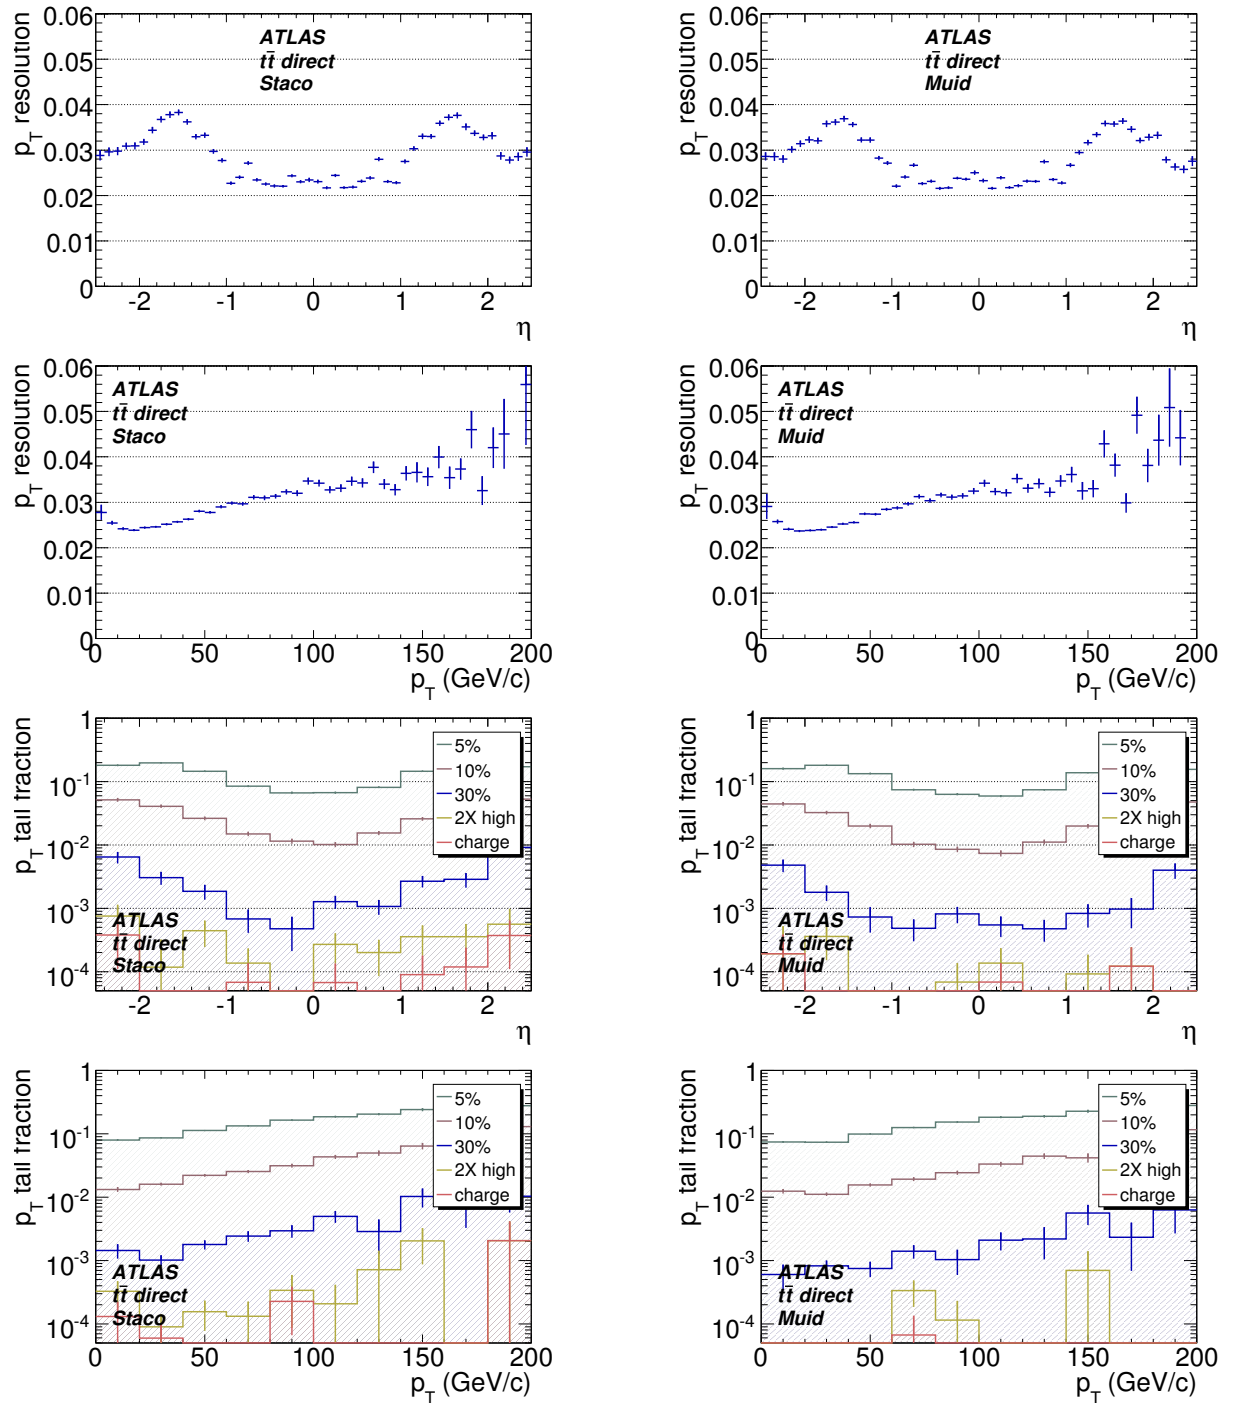 p_T resolution
0.06
0.05
0.04
0.03
0.02
0.01
0
ATLAS
tt̄ direct
Staco
-2 -1 0 1 2
η
p_T resolution
0.06
0.05
0.04
0.03
0.02
0.01
0
ATLAS
tt̄ direct
Muid
-2 -1 0 1 2
η
p_T resolution
0.06
0.05
0.04
0.03
0.02
0.01
0
ATLAS
tt̄ direct
Staco
0 50 100 150 200
p_T (GeV/c)
p_T resolution
0.06
0.05
0.04
0.03
0.02
0.01
0
ATLAS
tt̄ direct
Muid
0 50 100 150 200
p_T (GeV/c)
p_T tail fraction
1
10^-1
10^-2
10^-3
10^-4
5%
10%
30%
2X high
charge
ATLAS
tt̄ direct
Staco
-2 -1 0 1 2
η
p_T tail fraction
1
10^-1
10^-2
10^-3
10^-4
5%
10%
30%
2X high
charge
ATLAS
tt̄ direct
Muid
-2 -1 0 1 2
η
p_T tail fraction
1
10^-1
10^-2
10^-3
10^-4
5%
10%
30%
2X high
charge
ATLAS
tt̄ direct
Staco
0 50 100 150 200
p_T (GeV/c)
p_T tail fraction
1
10^-1
10^-2
10^-3
10^-4
5%
10%
30%
2X high
charge
ATLAS
tt̄ direct
Muid
0 50 100 150 200
p_T (GeV/c)